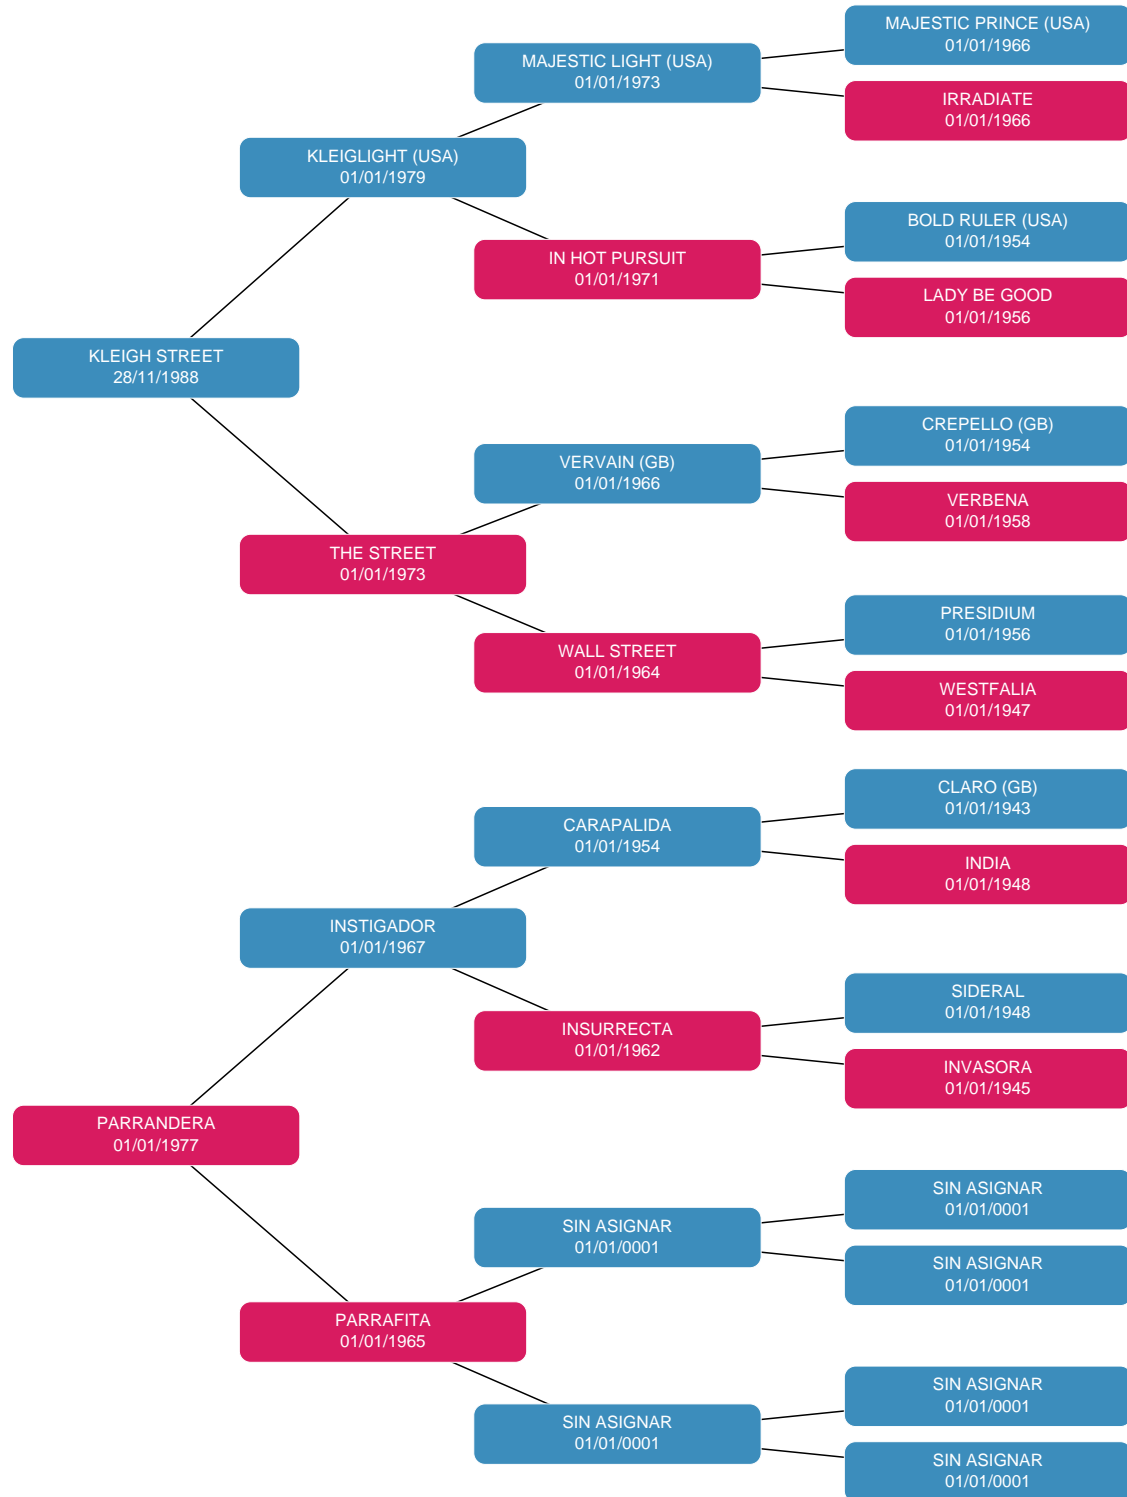 MAJESTIC PRINCE (USA)
01/01/1966
MAJESTIC LIGHT (USA)
01/01/1973
IRRADIATE
01/01/1966
KLEIGLIGHT (USA)
01/01/1979
BOLD RULER (USA)
01/01/1954
IN HOT PURSUIT
01/01/1971
LADY BE GOOD
01/01/1956
KLEIGH STREET
28/11/1988
CREPELLO (GB)
01/01/1954
VERVAIN (GB)
01/01/1966
VERBENA
01/01/1958
THE STREET
01/01/1973
PRESIDIUM
01/01/1956
WALL STREET
01/01/1964
WESTFALIA
01/01/1947
CLARO (GB)
01/01/1943
CARAPALIDA
01/01/1954
INDIA
01/01/1948
INSTIGADOR
01/01/1967
SIDERAL
01/01/1948
INSURRECTA
01/01/1962
INVASORA
01/01/1945
PARRANDERA
01/01/1977
SIN ASIGNAR
01/01/0001
SIN ASIGNAR
01/01/0001
SIN ASIGNAR
01/01/0001
PARRAFITA
01/01/1965
SIN ASIGNAR
01/01/0001
SIN ASIGNAR
01/01/0001
SIN ASIGNAR
01/01/0001